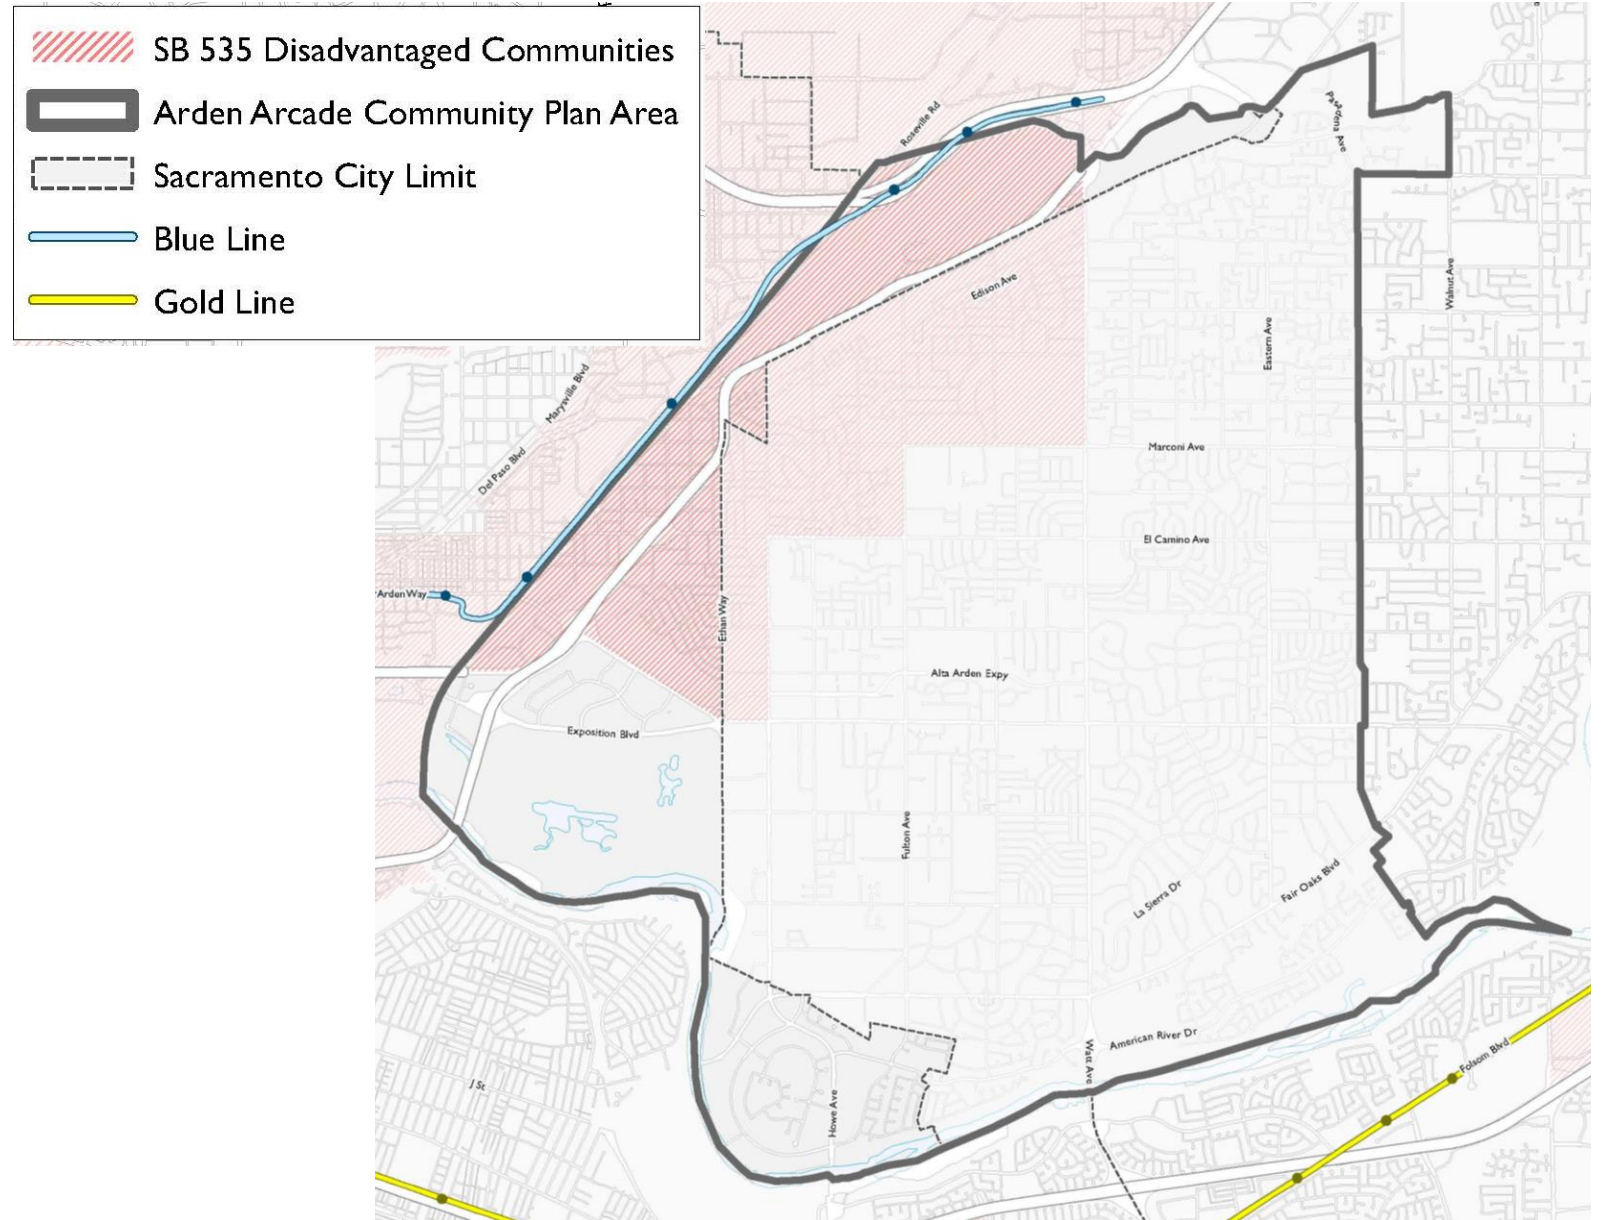 SB 535 Disadvantaged Communities
Arden Arcade Community Plan Area
Sacramento City Limit
Blue Line
Gold Line
Roseville Rd
Pasadena Ave
Edison Ave
Walnut Ave
Eastern Ave
Marysville Blvd
Del Paso Blvd
Marconi Ave
El Camino Ave
Arden Way
Ethan Way
Alta Arden Expy
Exposition Blvd
Fulton Ave
La Sierra Dr
Fair Oaks Blvd
American River Dr
Watt Ave
Folsom Blvd
J St
Howe Ave